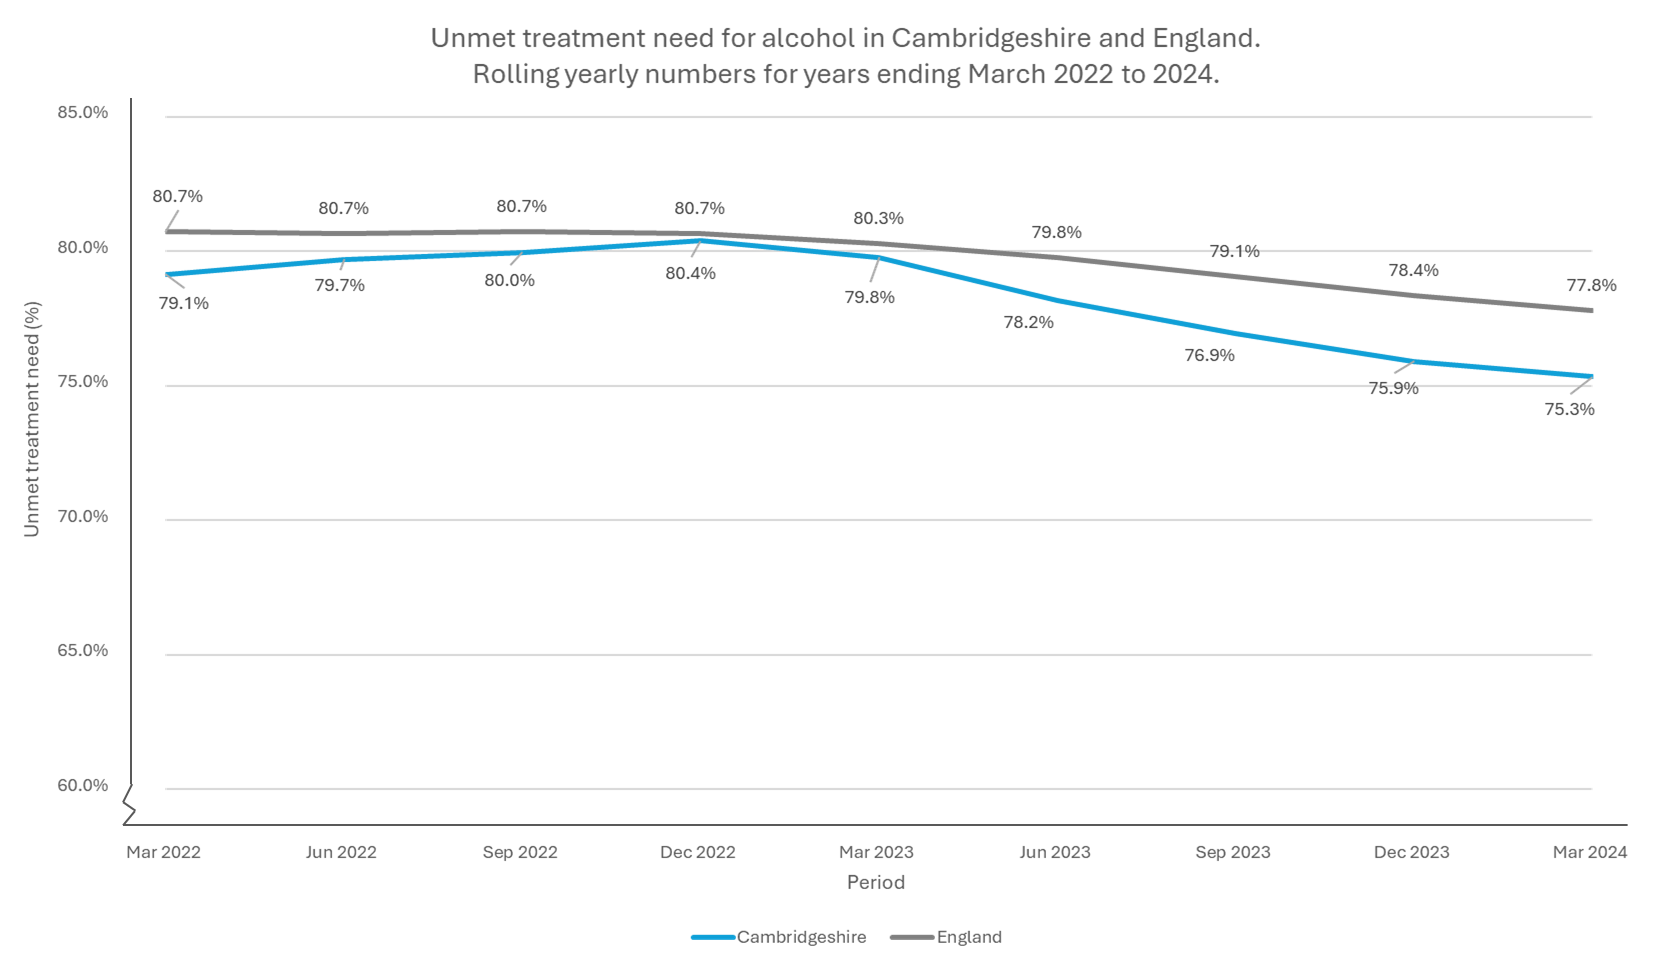 Unmet treatment need for alcohol in Cambridgeshire and England.
Rolling yearly numbers for years ending March 2022 to 2024.
85.0%
80.0%
75.0%
70.0%
65.0%
60.0%
Unmet treatment need (%)
80.7%
80.7%
80.7%
80.7%
80.3%
79.8%
79.1%
78.4%
77.8%
79.1%
79.7%
80.0%
80.4%
79.8%
78.2%
76.9%
75.9%
75.3%
Mar 2022
Jun 2022
Sep 2022
Dec 2022
Mar 2023
Jun 2023
Sep 2023
Dec 2023
Mar 2024
Period
Cambridgeshire
England